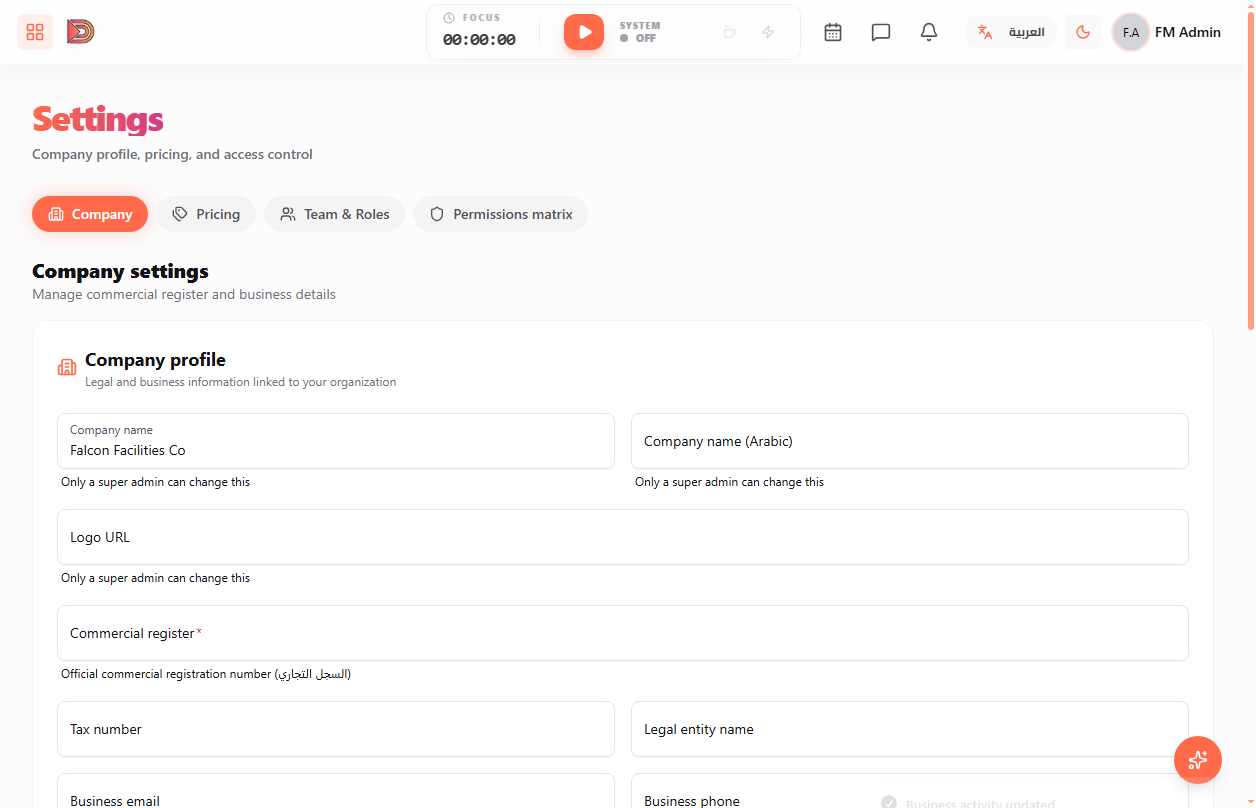 FOCUS
00:00:00
SYSTEM
OFF
العربية
F.A
FM Admin
Settings
Company profile, pricing, and access control
Company
Pricing
Team & Roles
Permissions matrix
Company settings
Manage commercial register and business details
Company profile
Legal and business information linked to your organization
Company name
Falcon Facilities Co
Company name (Arabic)
Only a super admin can change this
Only a super admin can change this
Logo URL
Only a super admin can change this
Commercial register*
Official commercial registration number (السجل التجاري)
Tax number
Legal entity name
Business email
Business phone
Business activity updated